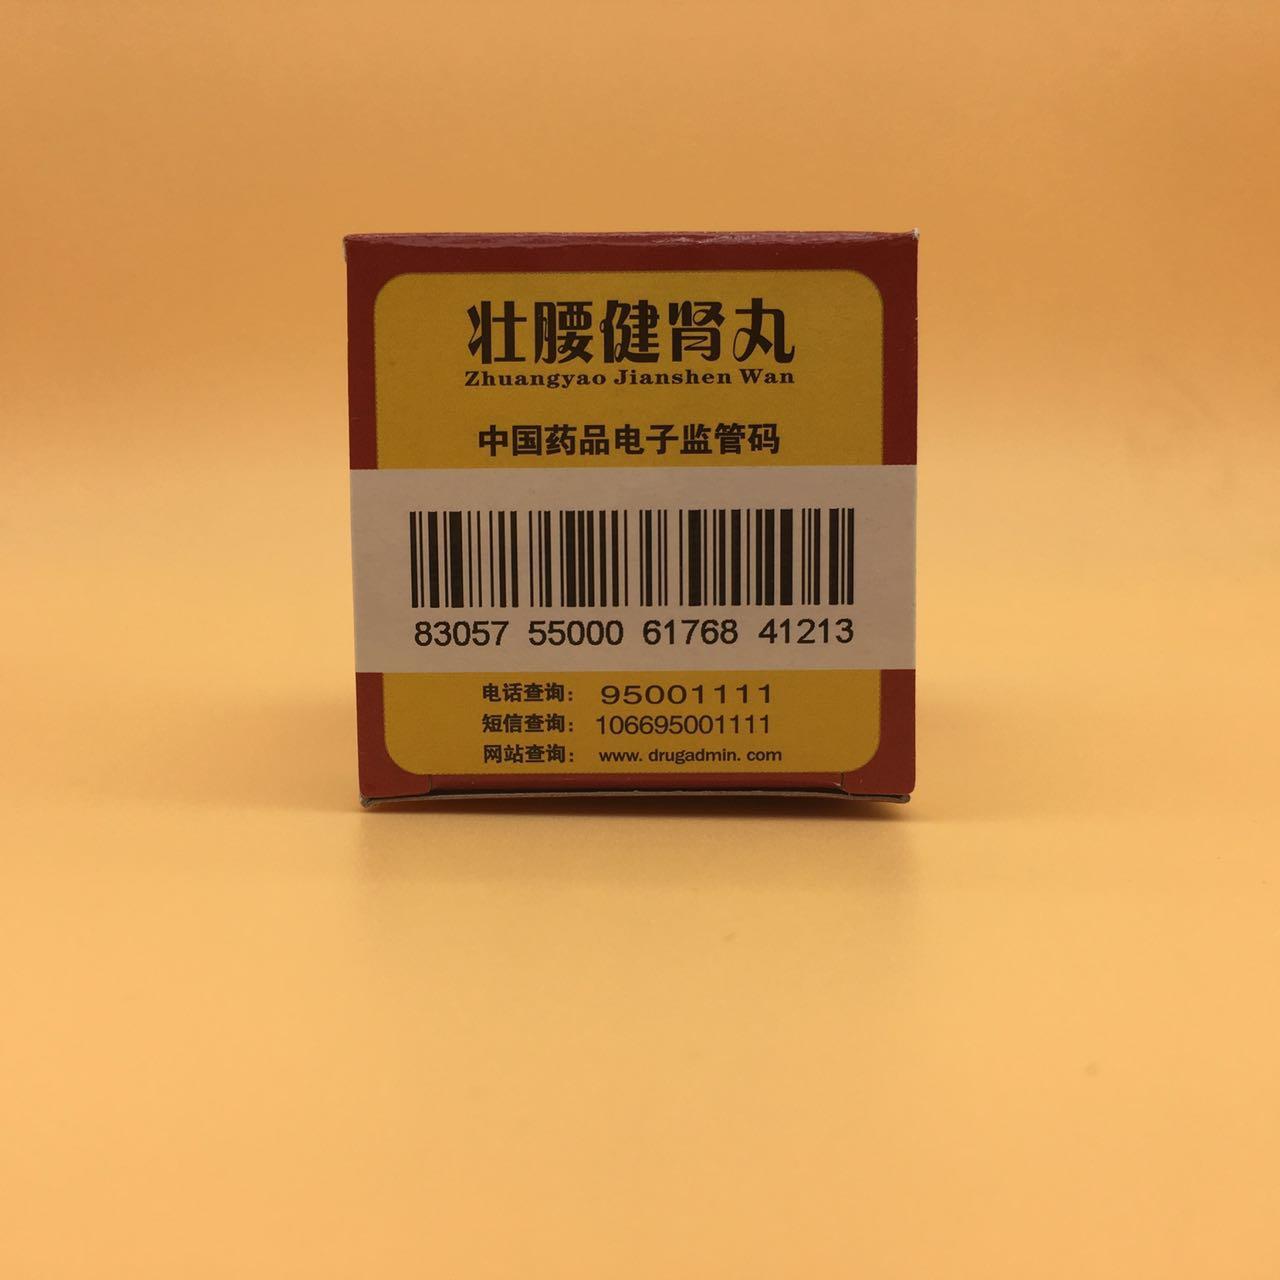 壮腰健肾丸
Zhuangyao Jianshen Wan
中国药品电子监管码
83057 55000 61768 41213
电话查询： 95001111
短信查询： 106695001111
网站查询： www. drugadmin. com